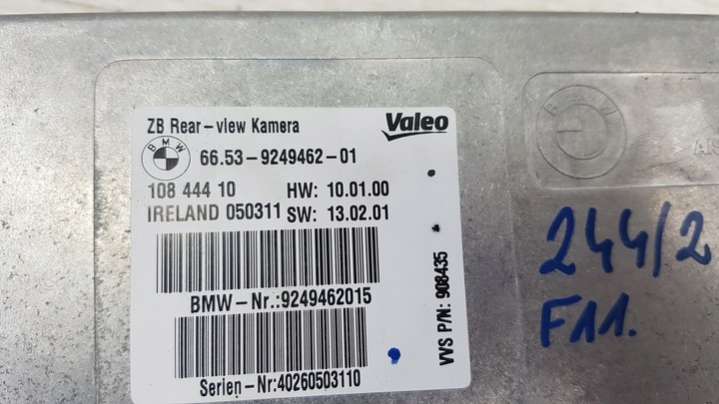 ZB Rear-view Kamera
Valeo
BMW
66.53-9249462-01
108 444 10 HW: 10.01.00
IRELAND 050311 SW: 13.02.01
BMW-Nr.:9249462015
Serien-Nr:40260503110
VVS P/N: 908435
BMW
244/2
F11.